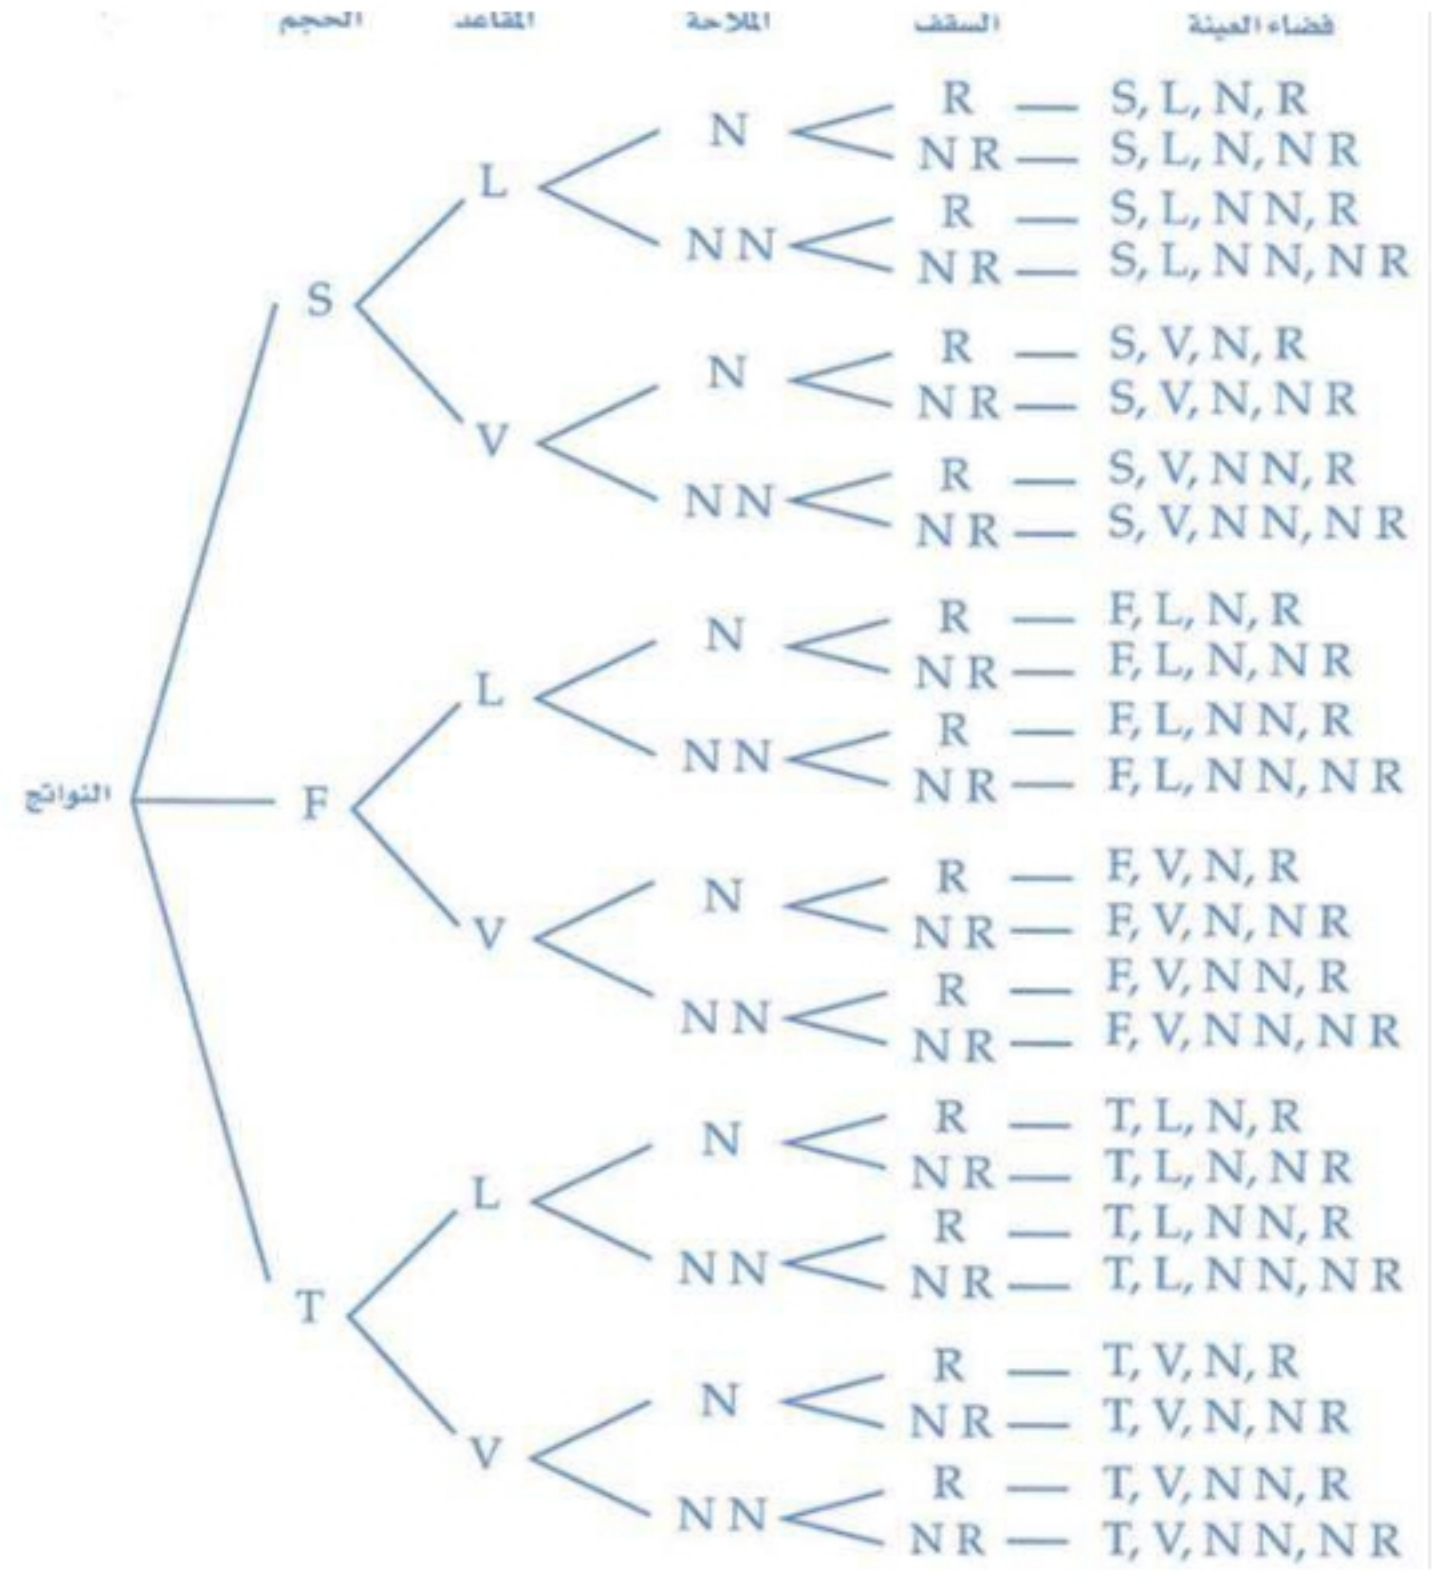 الحجم المقاعد الملاحة السقف فضاء العينة
R S, L, N, R
N
N R S, L, N, N R
L
R S, L, N N, R
N N
N R S, L, N N, N R
S
R S, V, N, R
N
N R S, V, N, N R
V
R S, V, N N, R
N N
N R S, V, N N, N R
R F, L, N, R
N
N R F, L, N, N R
L
R F, L, N N, R
N N
N R F, L, N N, N R
النواتج F
R F, V, N, R
N
N R F, V, N, N R
V
R F, V, N N, R
N N
N R F, V, N N, N R
R T, L, N, R
N
N R T, L, N, N R
L
R T, L, N N, R
N N
N R T, L, N N, N R
T
R T, V, N, R
N
N R T, V, N, N R
V
R T, V, N N, R
N N
N R T, V, N N, N R